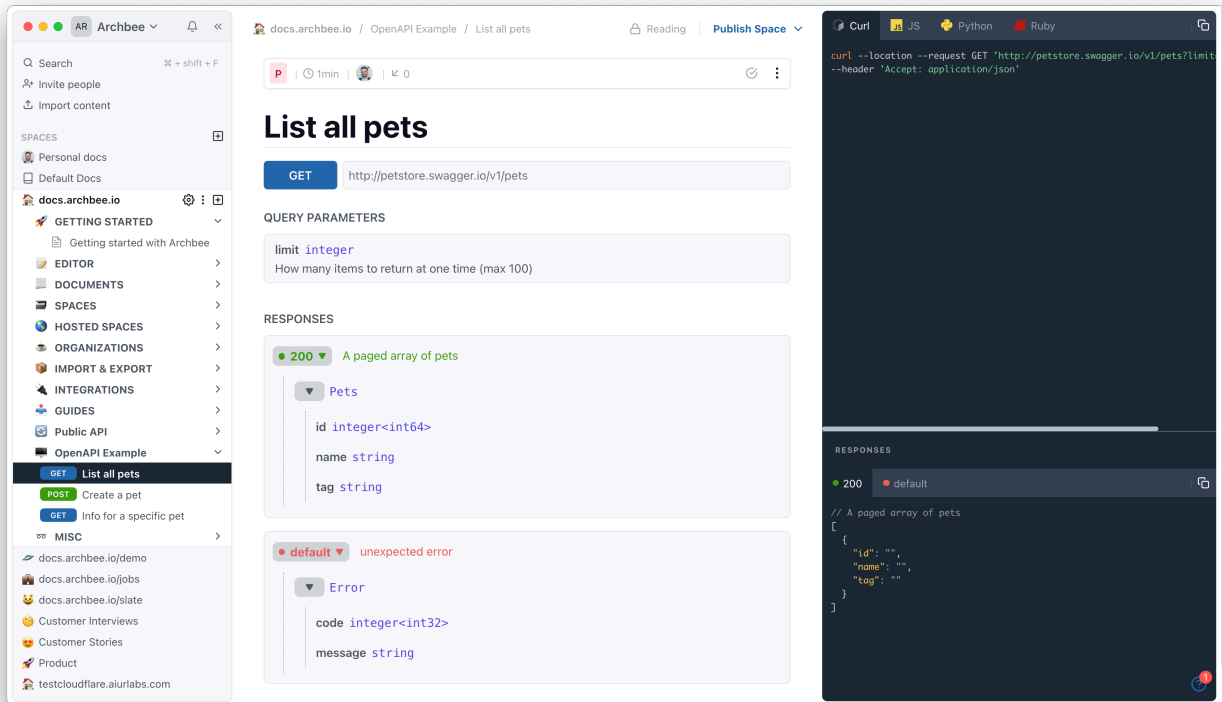 AR Archbee
Search ⌘ + shift + F
Invite people
Import content
SPACES
Personal docs
Default Docs
docs.archbee.io
GETTING STARTED
Getting started with Archbee
EDITOR
DOCUMENTS
SPACES
HOSTED SPACES
ORGANIZATIONS
IMPORT & EXPORT
INTEGRATIONS
GUIDES
Public API
OpenAPI Example
GET List all pets
POST Create a pet
GET Info for a specific pet
MISC
docs.archbee.io/demo
docs.archbee.io/jobs
docs.archbee.io/slate
Customer Interviews
Customer Stories
Product
testcloudflare.aiurlabs.com
docs.archbee.io / OpenAPI Example / List all pets
Reading
Publish Space
P | 1min | | 0
List all pets
GET http://petstore.swagger.io/v1/pets
QUERY PARAMETERS
limit integer
How many items to return at one time (max 100)
RESPONSES
200 A paged array of pets
Pets
id integer<int64>
name string
tag string
default unexpected error
Error
code integer<int32>
message string
Curl JS Python Ruby
curl --location --request GET 'http://petstore.swagger.io/v1/pets?limit
--header 'Accept: application/json'
RESPONSES
200 default
// A paged array of pets
[
{
"id": "",
"name": "",
"tag": ""
}
]
1